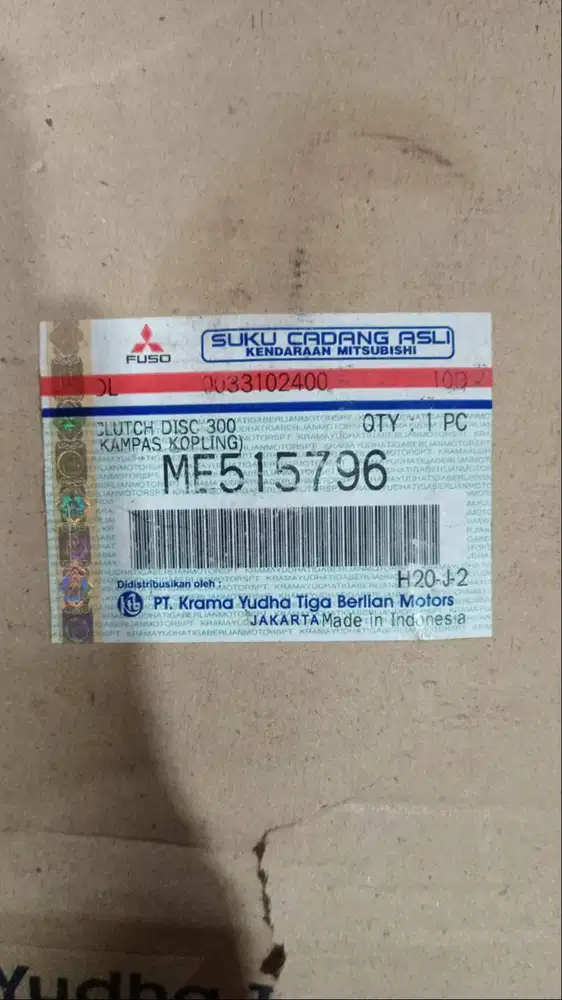 FUSO
SUKU CADANG ASLI
KENDARAAN MITSUBISHI
0033102400
CLUTCH DISC 300
QTY : 1 PC
(KAMPAS KOPLING)
ME515796
H20-J-2
Didistribusikan oleh :
KTB PT. Krama Yudha Tiga Berlian Motors
JAKARTA Made in Indonesia
Yudha T